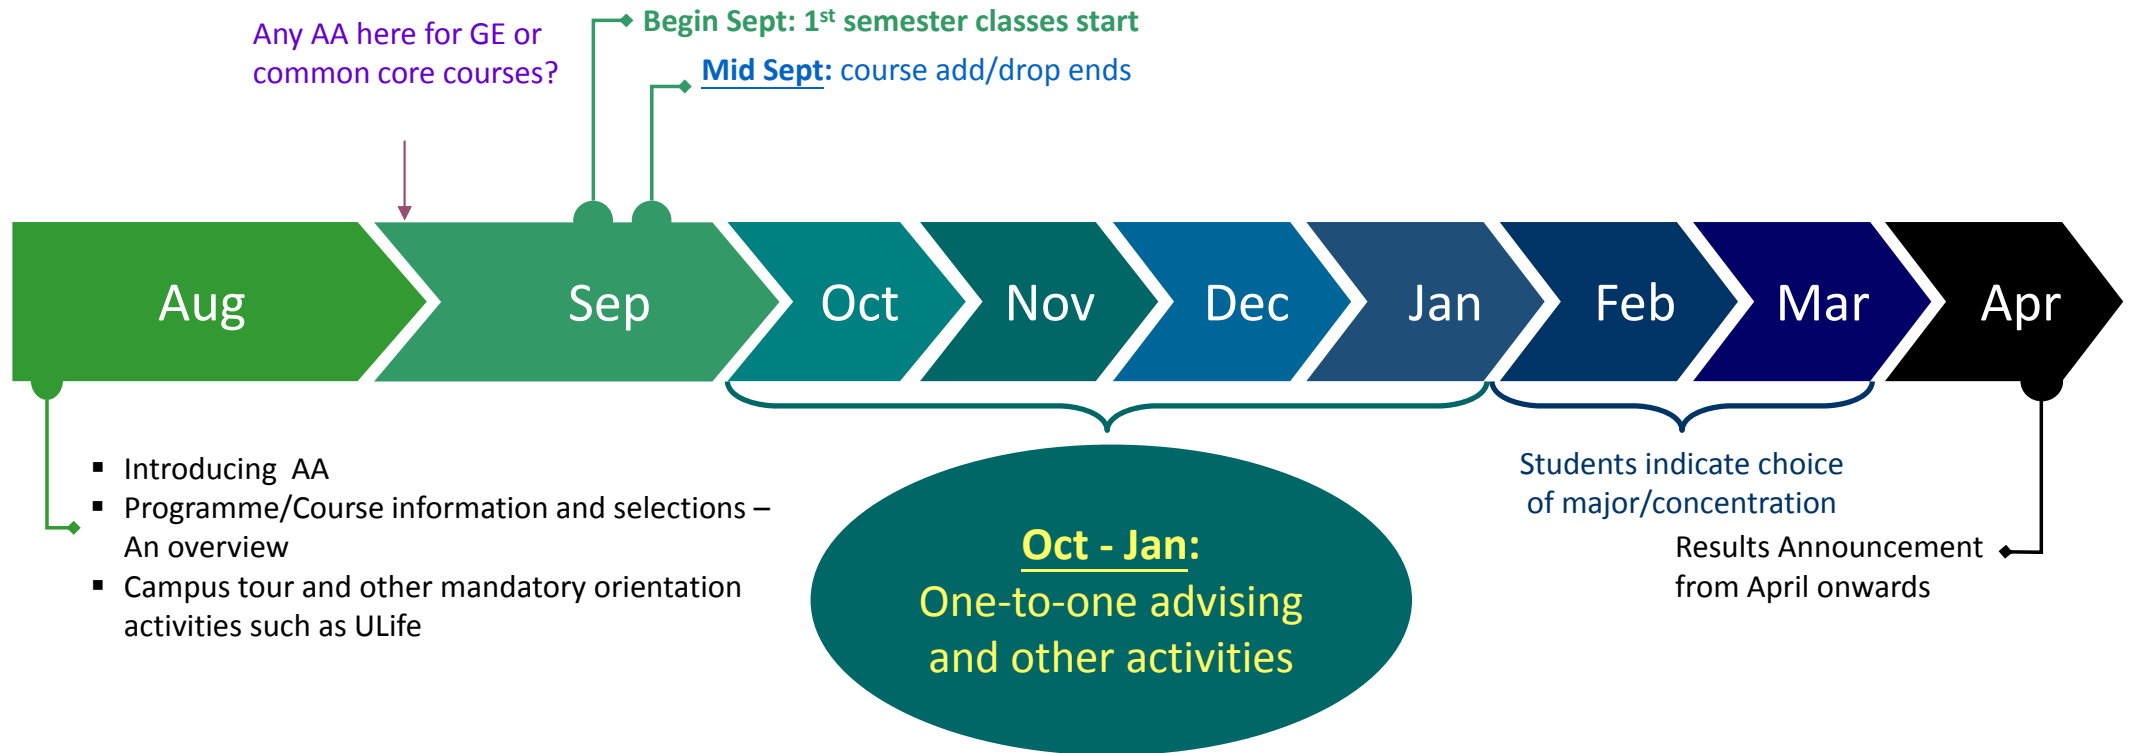 Any AA here for GE or
common core courses?
Begin Sept: 1st semester classes start
Mid Sept: course add/drop ends
Aug
Sep
Oct
Nov
Dec
Jan
Feb
Mar
Apr
▪ Introducing AA
▪ Programme/Course information and selections –
An overview
▪ Campus tour and other mandatory orientation
activities such as ULife
Oct - Jan:
One-to-one advising
and other activities
Students indicate choice
of major/concentration
Results Announcement
from April onwards